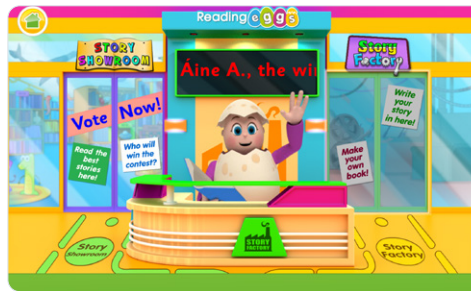 Reading eggs
STORY
SHOWROOM
Áine A., the wi
Story
Factory
Vote Now!
Read the
best
stories
here!
Who will
win the
contest?
Write
your
story
in here!
Make
your
own
book!
STORY
FACTORY
Story
Showroom
Story
Factory